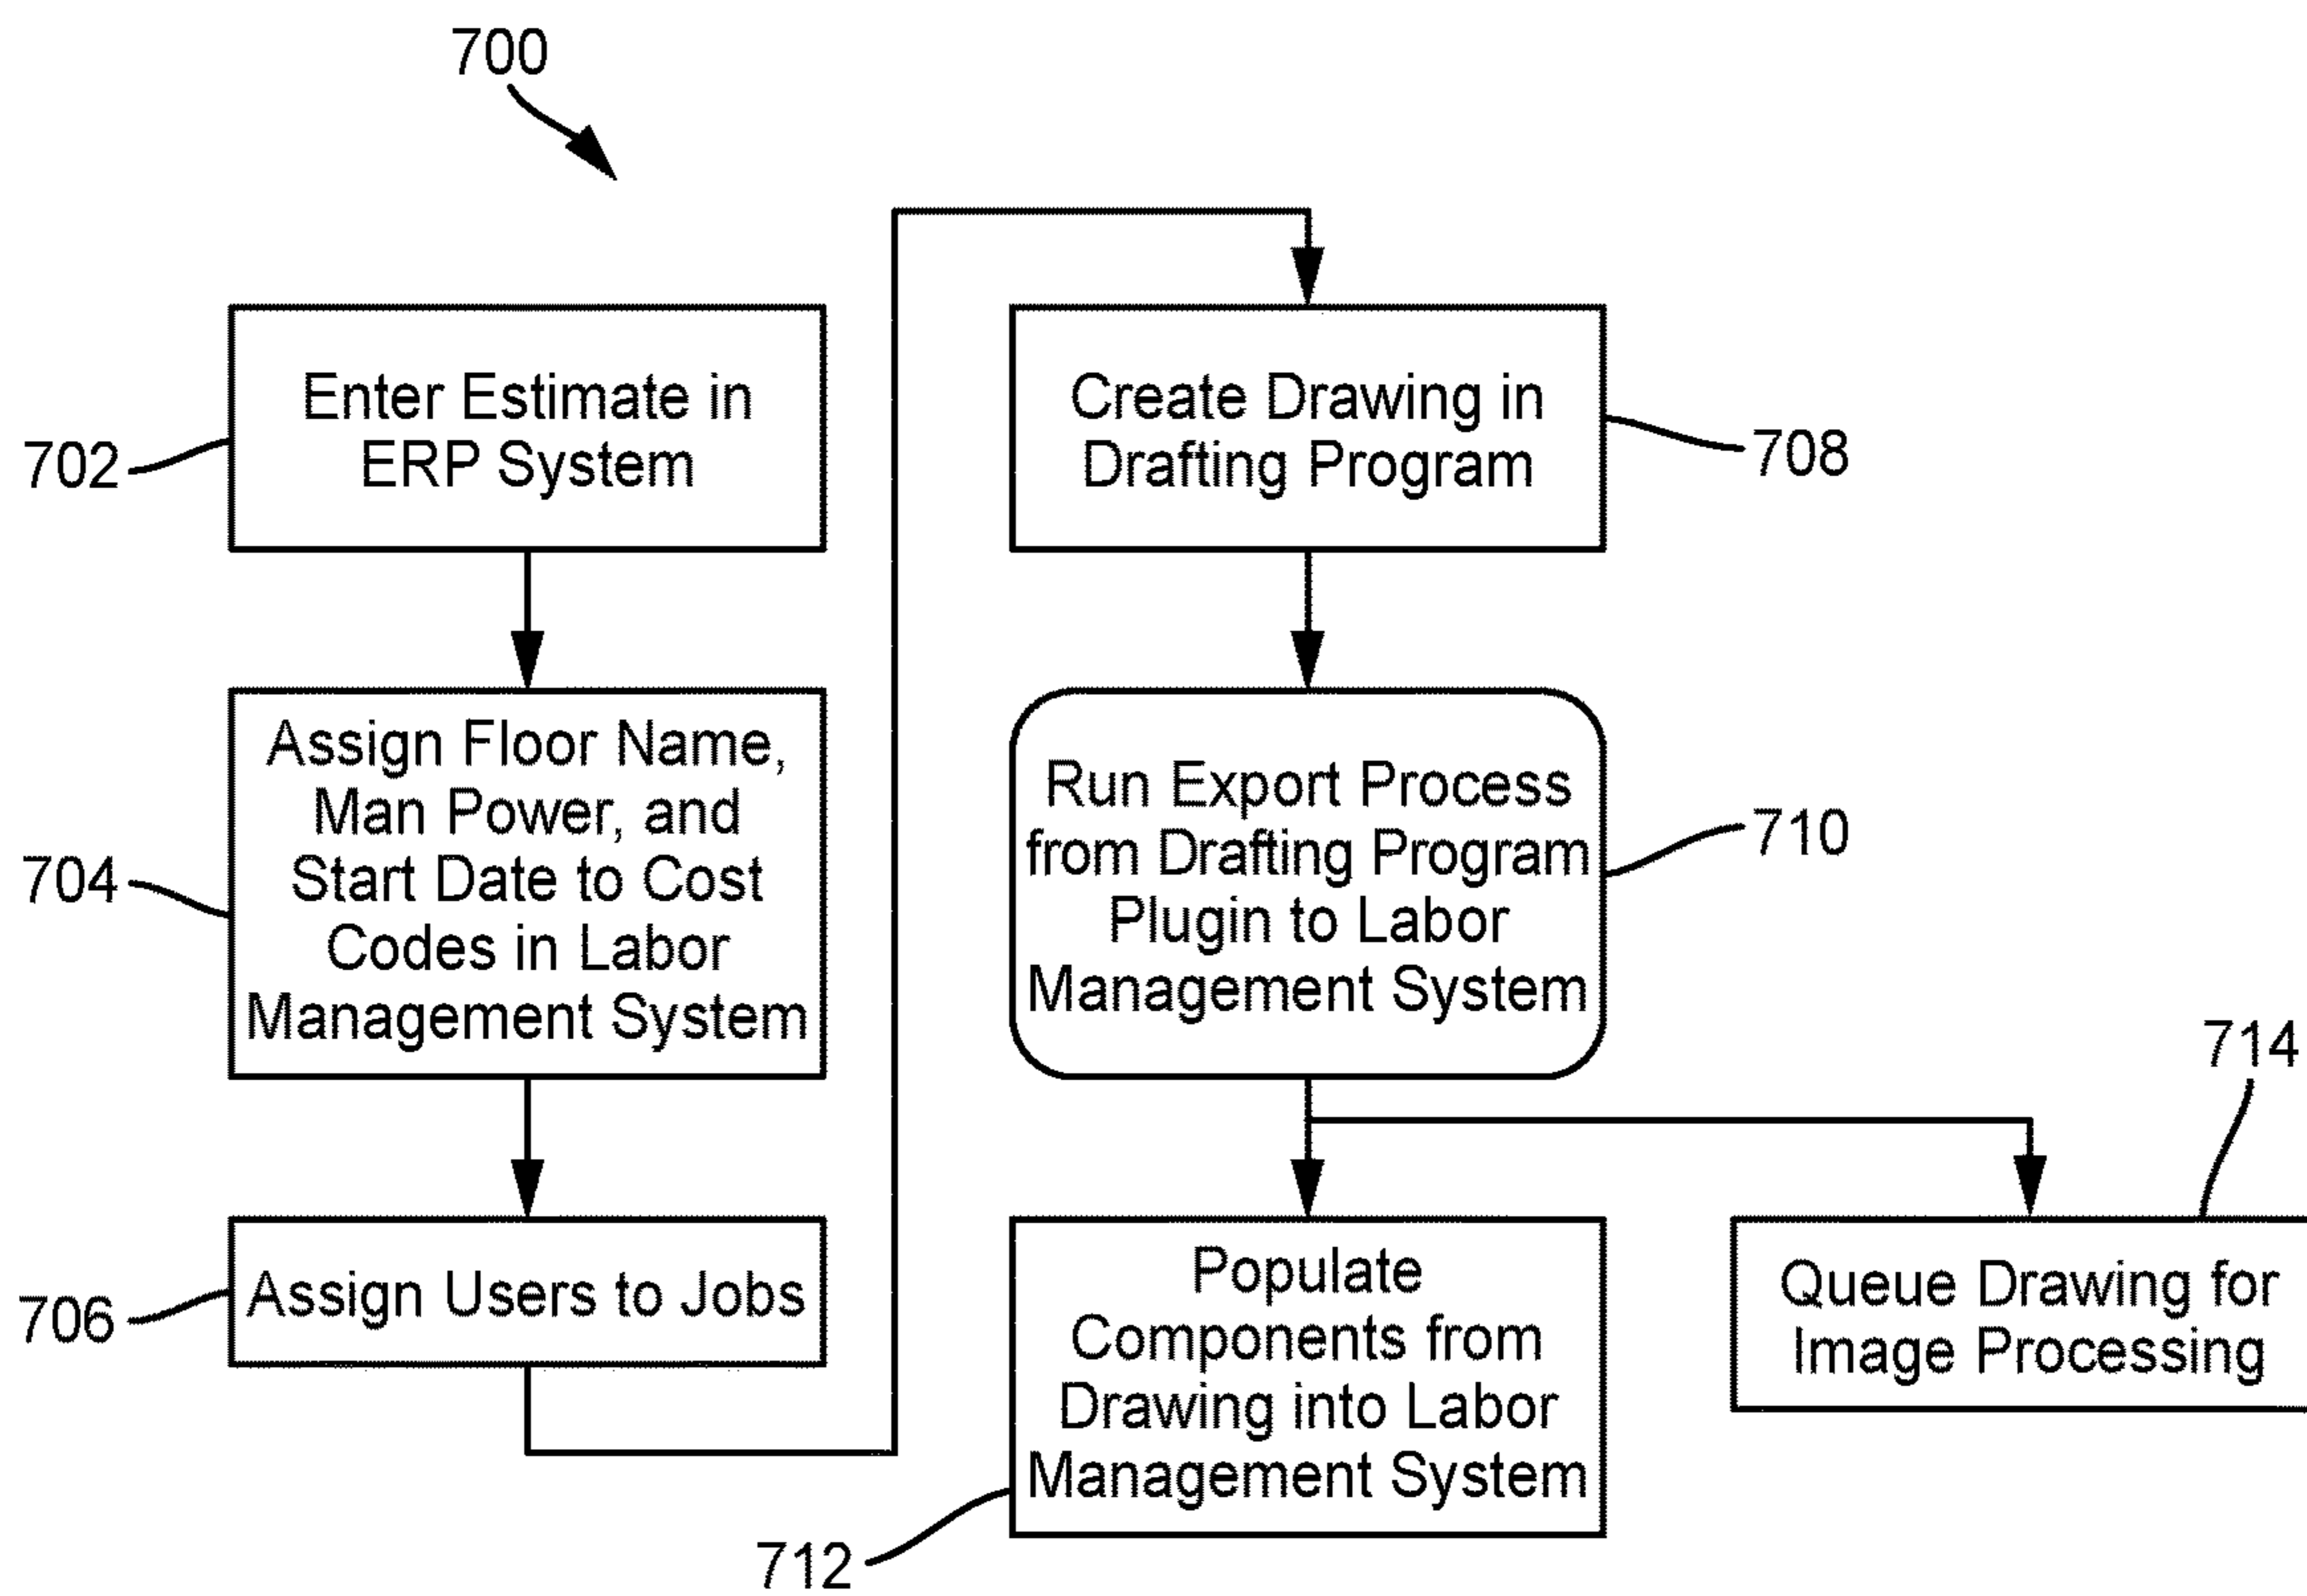 700
702
Enter Estimate in
ERP System
704
Assign Floor Name,
Man Power, and
Start Date to Cost
Codes in Labor
Management System
706
Assign Users to Jobs
Create Drawing in
Drafting Program
708
Run Export Process
from Drafting Program
Plugin to Labor
Management System
710
Populate
Components from
Drawing into Labor
Management System
712
714
Queue Drawing for
Image Processing